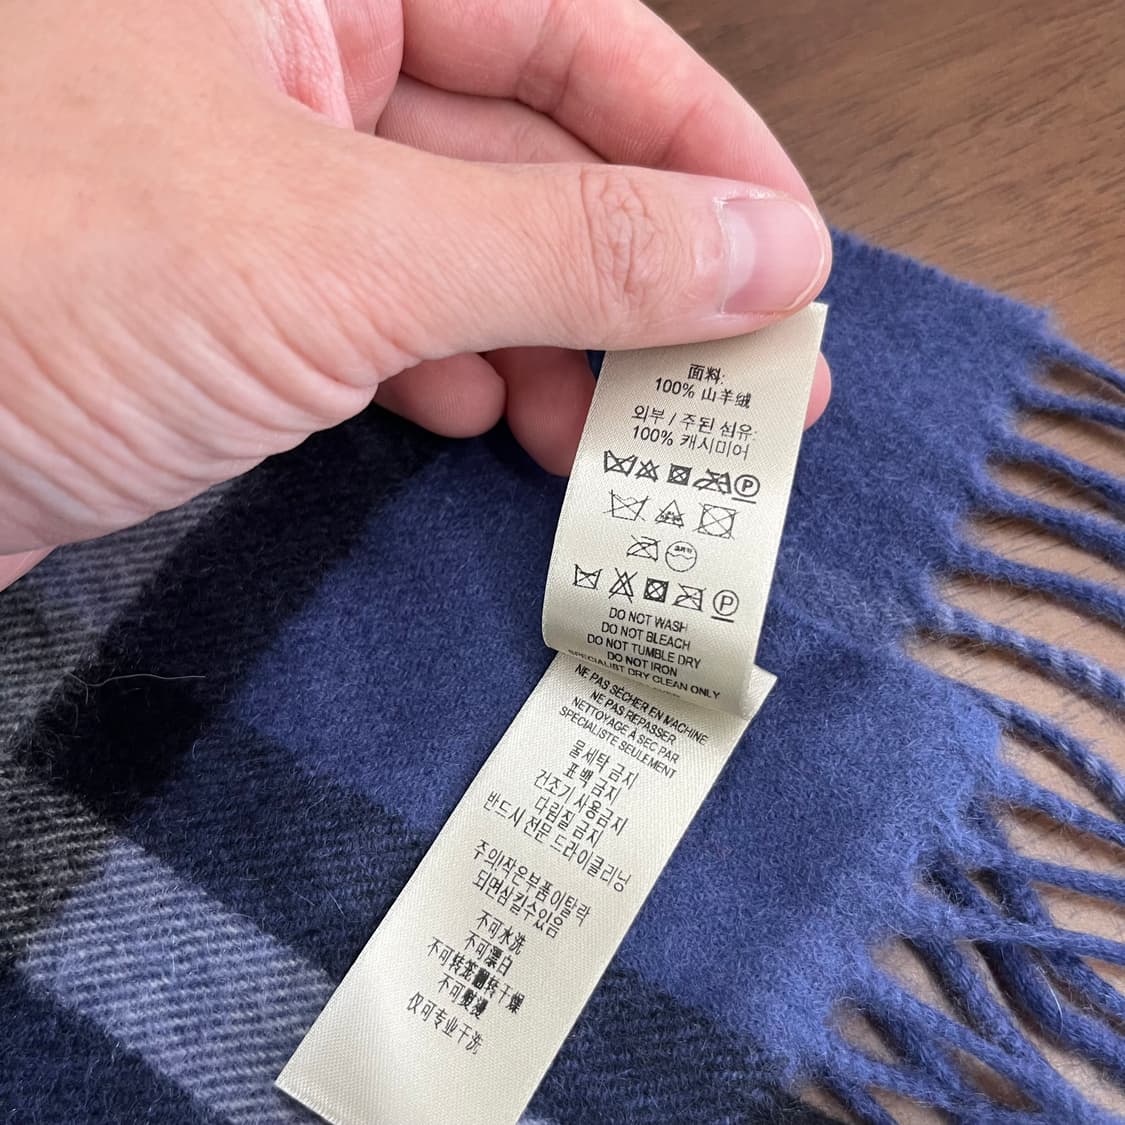 面料:
100% 山羊绒
외부 / 주된 섬유:
100% 캐시미어
P
P
DO NOT WASH
DO NOT BLEACH
DO NOT TUMBLE DRY
DO NOT IRON
SPECIALIST DRY CLEAN ONLY
NE PAS SÉCHER EN MACHINE
NE PAS REPASSER
NETTOYAGE À SEC PAR
SPÉCIALISTE SEULEMENT
물세탁 금지
표백 금지
건조기 사용금지
다림질 금지
반드시 전문 드라이클리닝
주의!작은부품이탈락
되면삼킬수있음
不可水洗
不可漂白
不可转笼翻转干燥
不可熨烫
仅可专业干洗